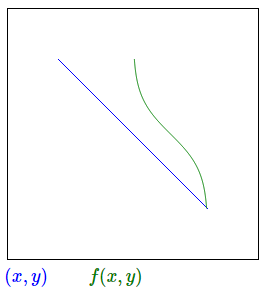 (x, y) f(x, y)